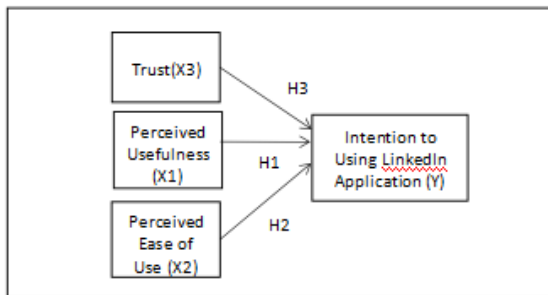 Trust(X3)
H3
Perceived
Usefulness
(X1)
H1
Intention to
Using LinkedIn
Application (Y)
Perceived
Ease of
Use (X2)
H2